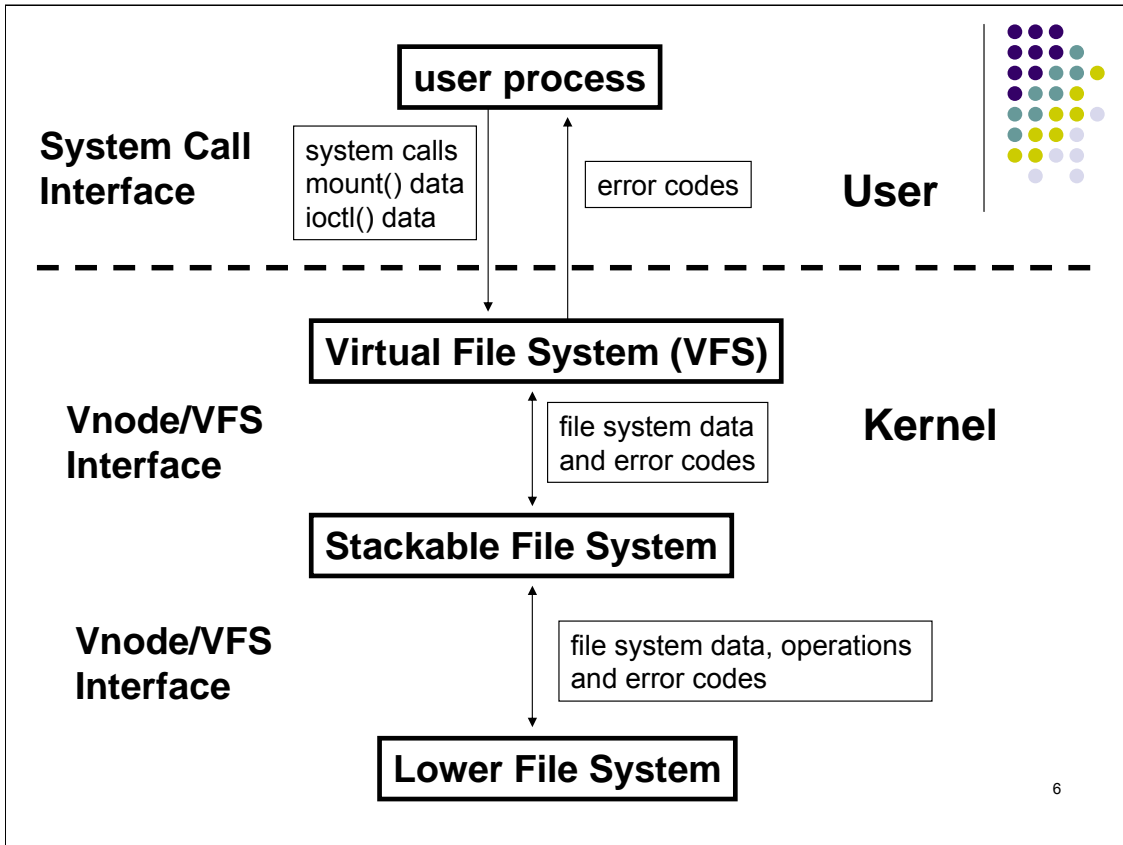 user process
System Call
Interface
system calls
mount() data
ioctl() data
error codes
User
Virtual File System (VFS)
Vnode/VFS
Interface
file system data
and error codes
Kernel
Stackable File System
Vnode/VFS
Interface
file system data, operations
and error codes
Lower File System
6